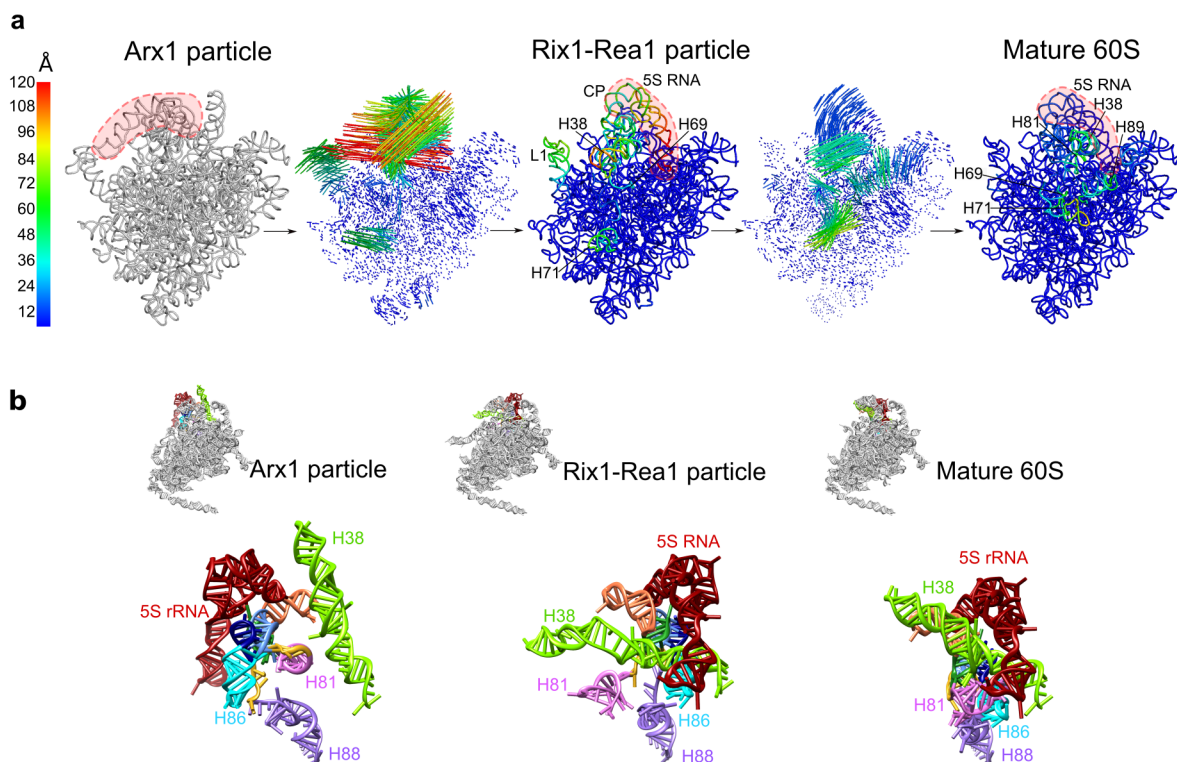 a
Arx1 particle
Rix1-Rea1 particle
Mature 60S
Å
120
108
96
84
72
60
48
36
24
12
CP
5S RNA
H38
H69
L1
H71
5S RNA
H38
H81
H89
H69
H71
b
Arx1 particle
Rix1-Rea1 particle
Mature 60S
H38
5S rRNA
H81
H86
H88
5S RNA
H38
H81
H86
H88
5S rRNA
H38
H81
H86
H88